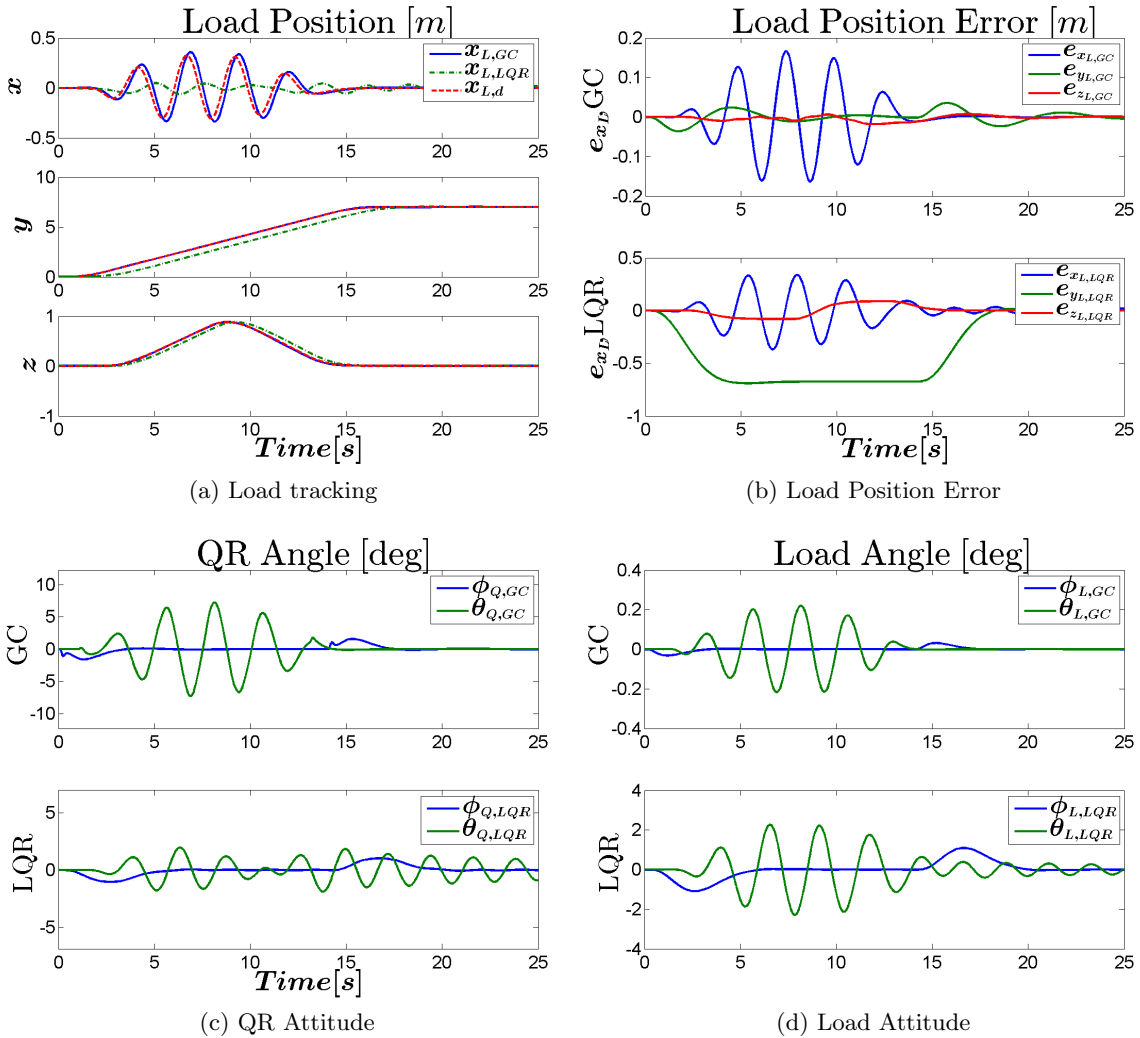 Load Position [m]
x
0.5
0
-0.5
x_{L,GC}
x_{L,LQR}
x_{L,d}
0 5 10 15 20 25
y
10
5
0
0 5 10 15 20 25
z
1
0
-1
0 5 10 15 20 25
Time[s]
(a) Load tracking
Load Position Error [m]
e_{x_L}GC
0.2
0.1
0
-0.1
-0.2
e_{x_{L,GC}}
e_{y_{L,GC}}
e_{z_{L,GC}}
0 5 10 15 20 25
e_{x_L}LQR
0.5
0
-0.5
-1
e_{x_{L,LQR}}
e_{y_{L,LQR}}
e_{z_{L,LQR}}
0 5 10 15 20 25
Time[s]
(b) Load Position Error
QR Angle [deg]
GC
10
5
0
-5
-10
ϕ_{Q,GC}
θ_{Q,GC}
0 5 10 15 20 25
LQR
5
0
-5
ϕ_{Q,LQR}
θ_{Q,LQR}
0 5 10 15 20 25
Time[s]
(c) QR Attitude
Load Angle [deg]
GC
0.4
0.2
0
-0.2
-0.4
ϕ_{L,GC}
θ_{L,GC}
0 5 10 15 20 25
LQR
4
2
0
-2
-4
ϕ_{L,LQR}
θ_{L,LQR}
0 5 10 15 20 25
(d) Load Attitude